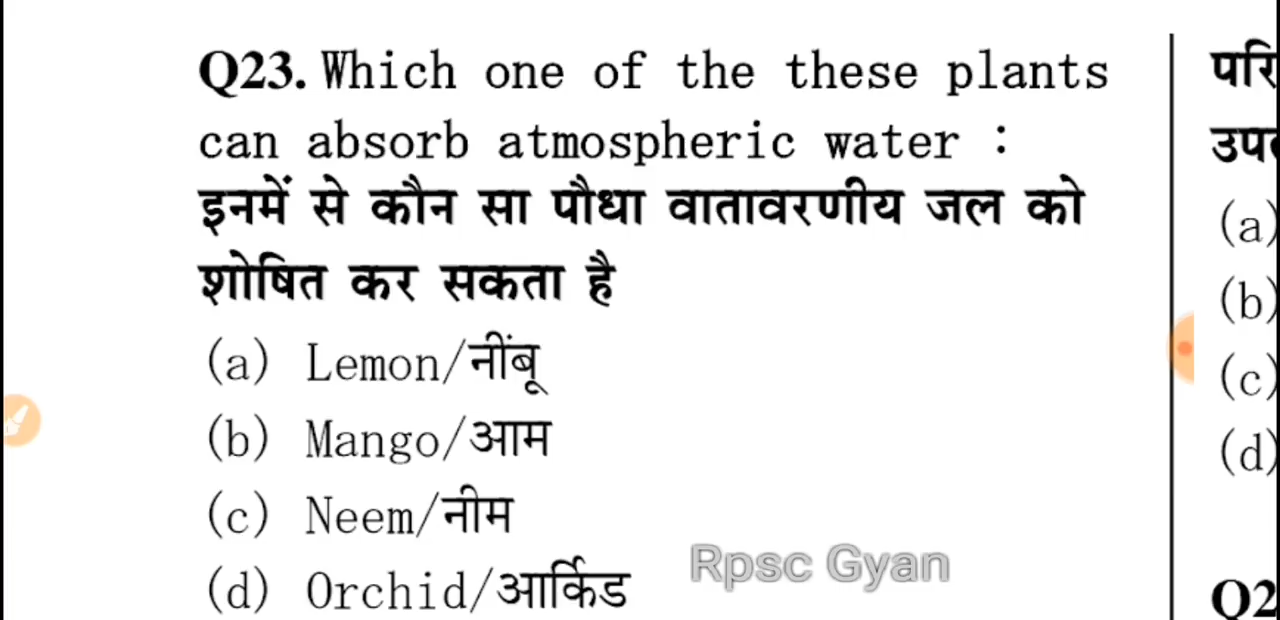 Q23. Which one of the these plants
can absorb atmospheric water :
इनमें से कौन सा पौधा वातावरणीय जल को
शोषित कर सकता है
(a) Lemon/नींबू
(b) Mango/आम
(c) Neem/नीम
(d) Orchid/आर्किड
Rpsc Gyan
(a)
(b)
(c)
(d)